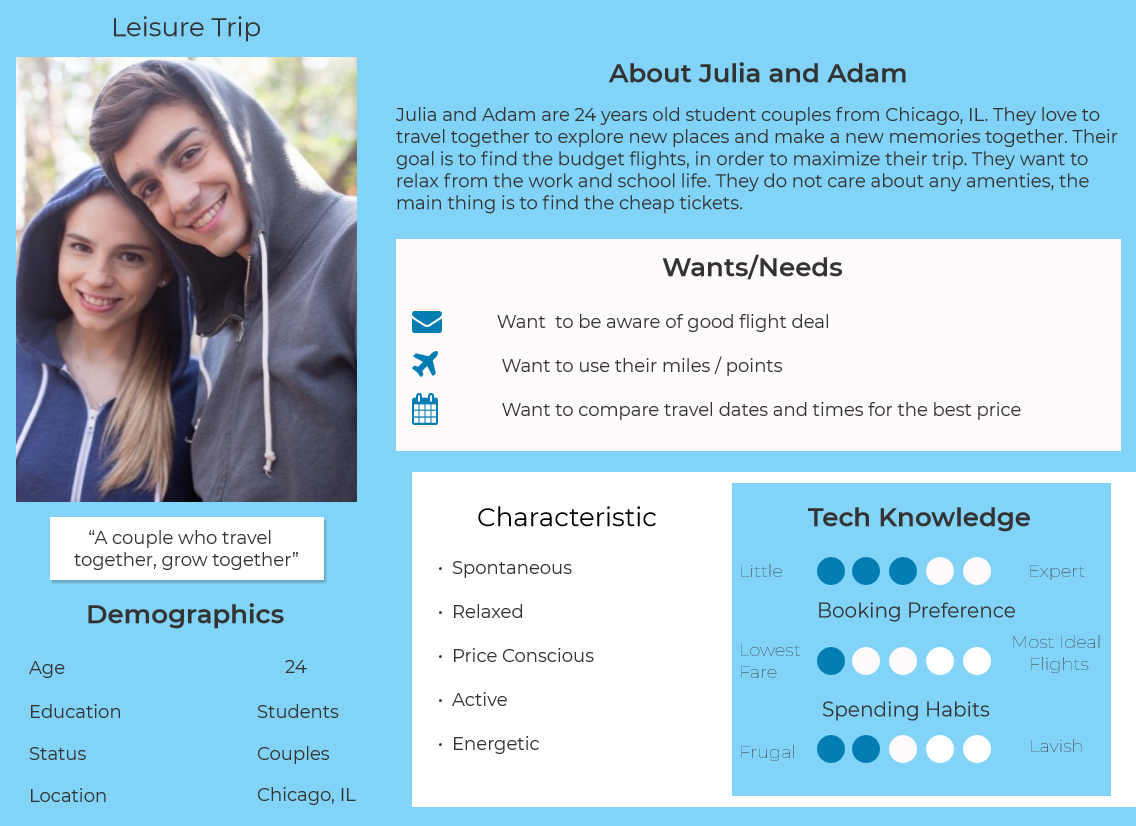 Leisure Trip
About Julia and Adam
Julia and Adam are 24 years old student couples from Chicago, IL. They love to
travel together to explore new places and make a new memories together. Their
goal is to find the budget flights, in order to maximize their trip. They want to
relax from the work and school life. They do not care about any amenties, the
main thing is to find the cheap tickets.
Wants/Needs
Want to be aware of good flight deal
Want to use their miles / points
Want to compare travel dates and times for the best price
“A couple who travel
together, grow together”
Demographics
Age 24
Education Students
Status Couples
Location Chicago, IL
Characteristic
• Spontaneous
• Relaxed
• Price Conscious
• Active
• Energetic
Tech Knowledge
Little Expert
Booking Preference
Lowest
Fare
Most Ideal
Flights
Spending Habits
Frugal Lavish